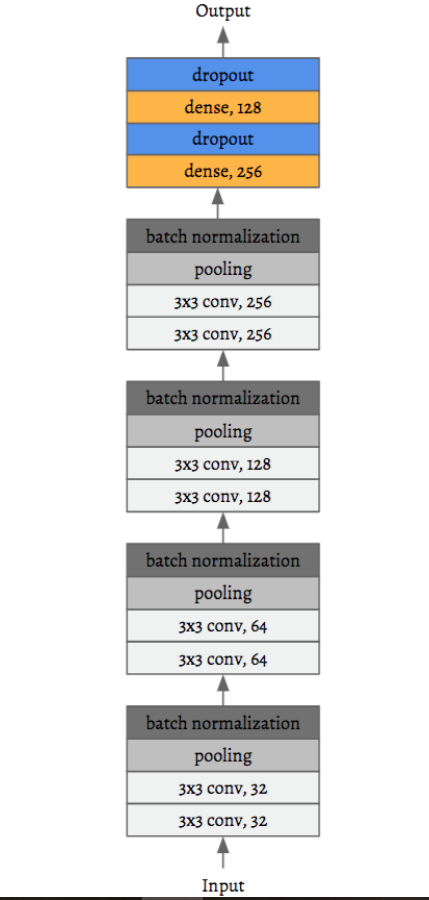 Output
dropout
dense, 128
dropout
dense, 256
batch normalization
pooling
3x3 conv, 256
3x3 conv, 256
batch normalization
pooling
3x3 conv, 128
3x3 conv, 128
batch normalization
pooling
3x3 conv, 64
3x3 conv, 64
batch normalization
pooling
3x3 conv, 32
3x3 conv, 32
Input